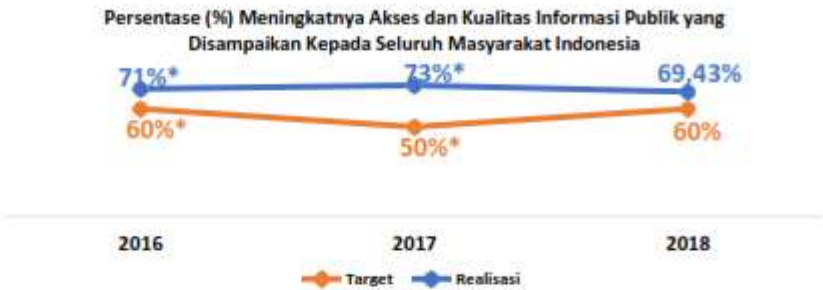 Persentase (%) Meningkatnya Akses dan Kualitas Informasi Publik yang
Disampaikan Kepada Seluruh Masyarakat Indonesia
71%* 73%* 69,43%
60%* 50%* 60%
2016 2017 2018
Target Realisasi